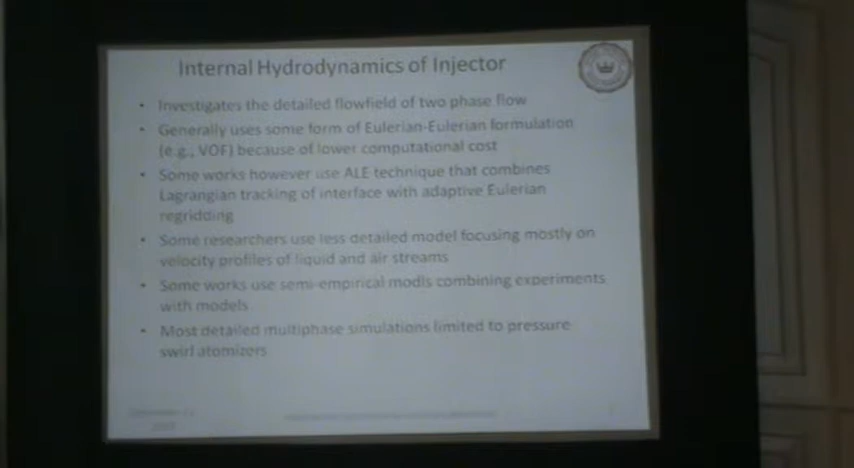 Internal Hydrodynamics of Injector
• Investigates the detailed flowfield of two phase flow
• Generally uses some form of Eulerian-Eulerian formulation
(e.g., VOF) because of lower computational cost
• Some works however use ALE technique that combines
Lagrangian tracking of interface with adaptive Eulerian
regridding
• Some researchers use less detailed model focusing mostly on
velocity profiles of liquid and air streams
• Some works use semi-empirical modls combining experiments
with models
• Most detailed multiphase simulations limited to pressure
swirl atomizers